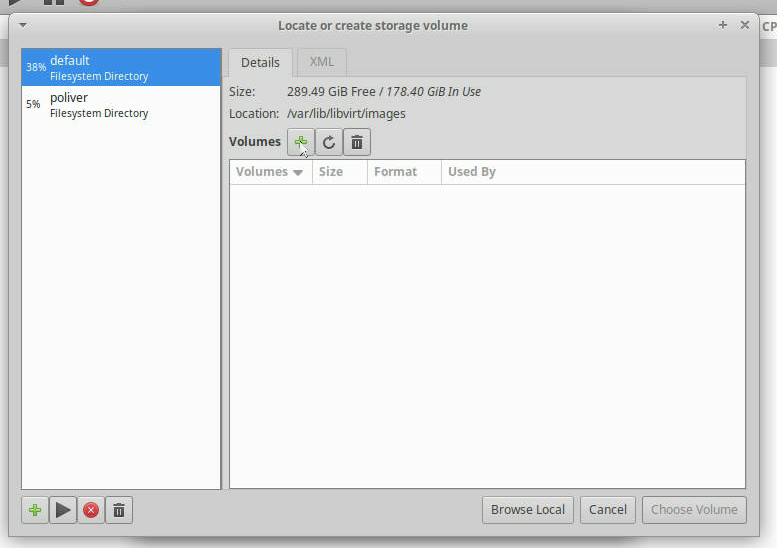 Locate or create storage volume
CP
38% default
Filesystem Directory
5% poliver
Filesystem Directory
Details XML
Size: 289.49 GiB Free / 178.40 GiB In Use
Location: /var/lib/libvirt/images
Volumes
Volumes Size Format Used By
Browse Local Cancel Choose Volume